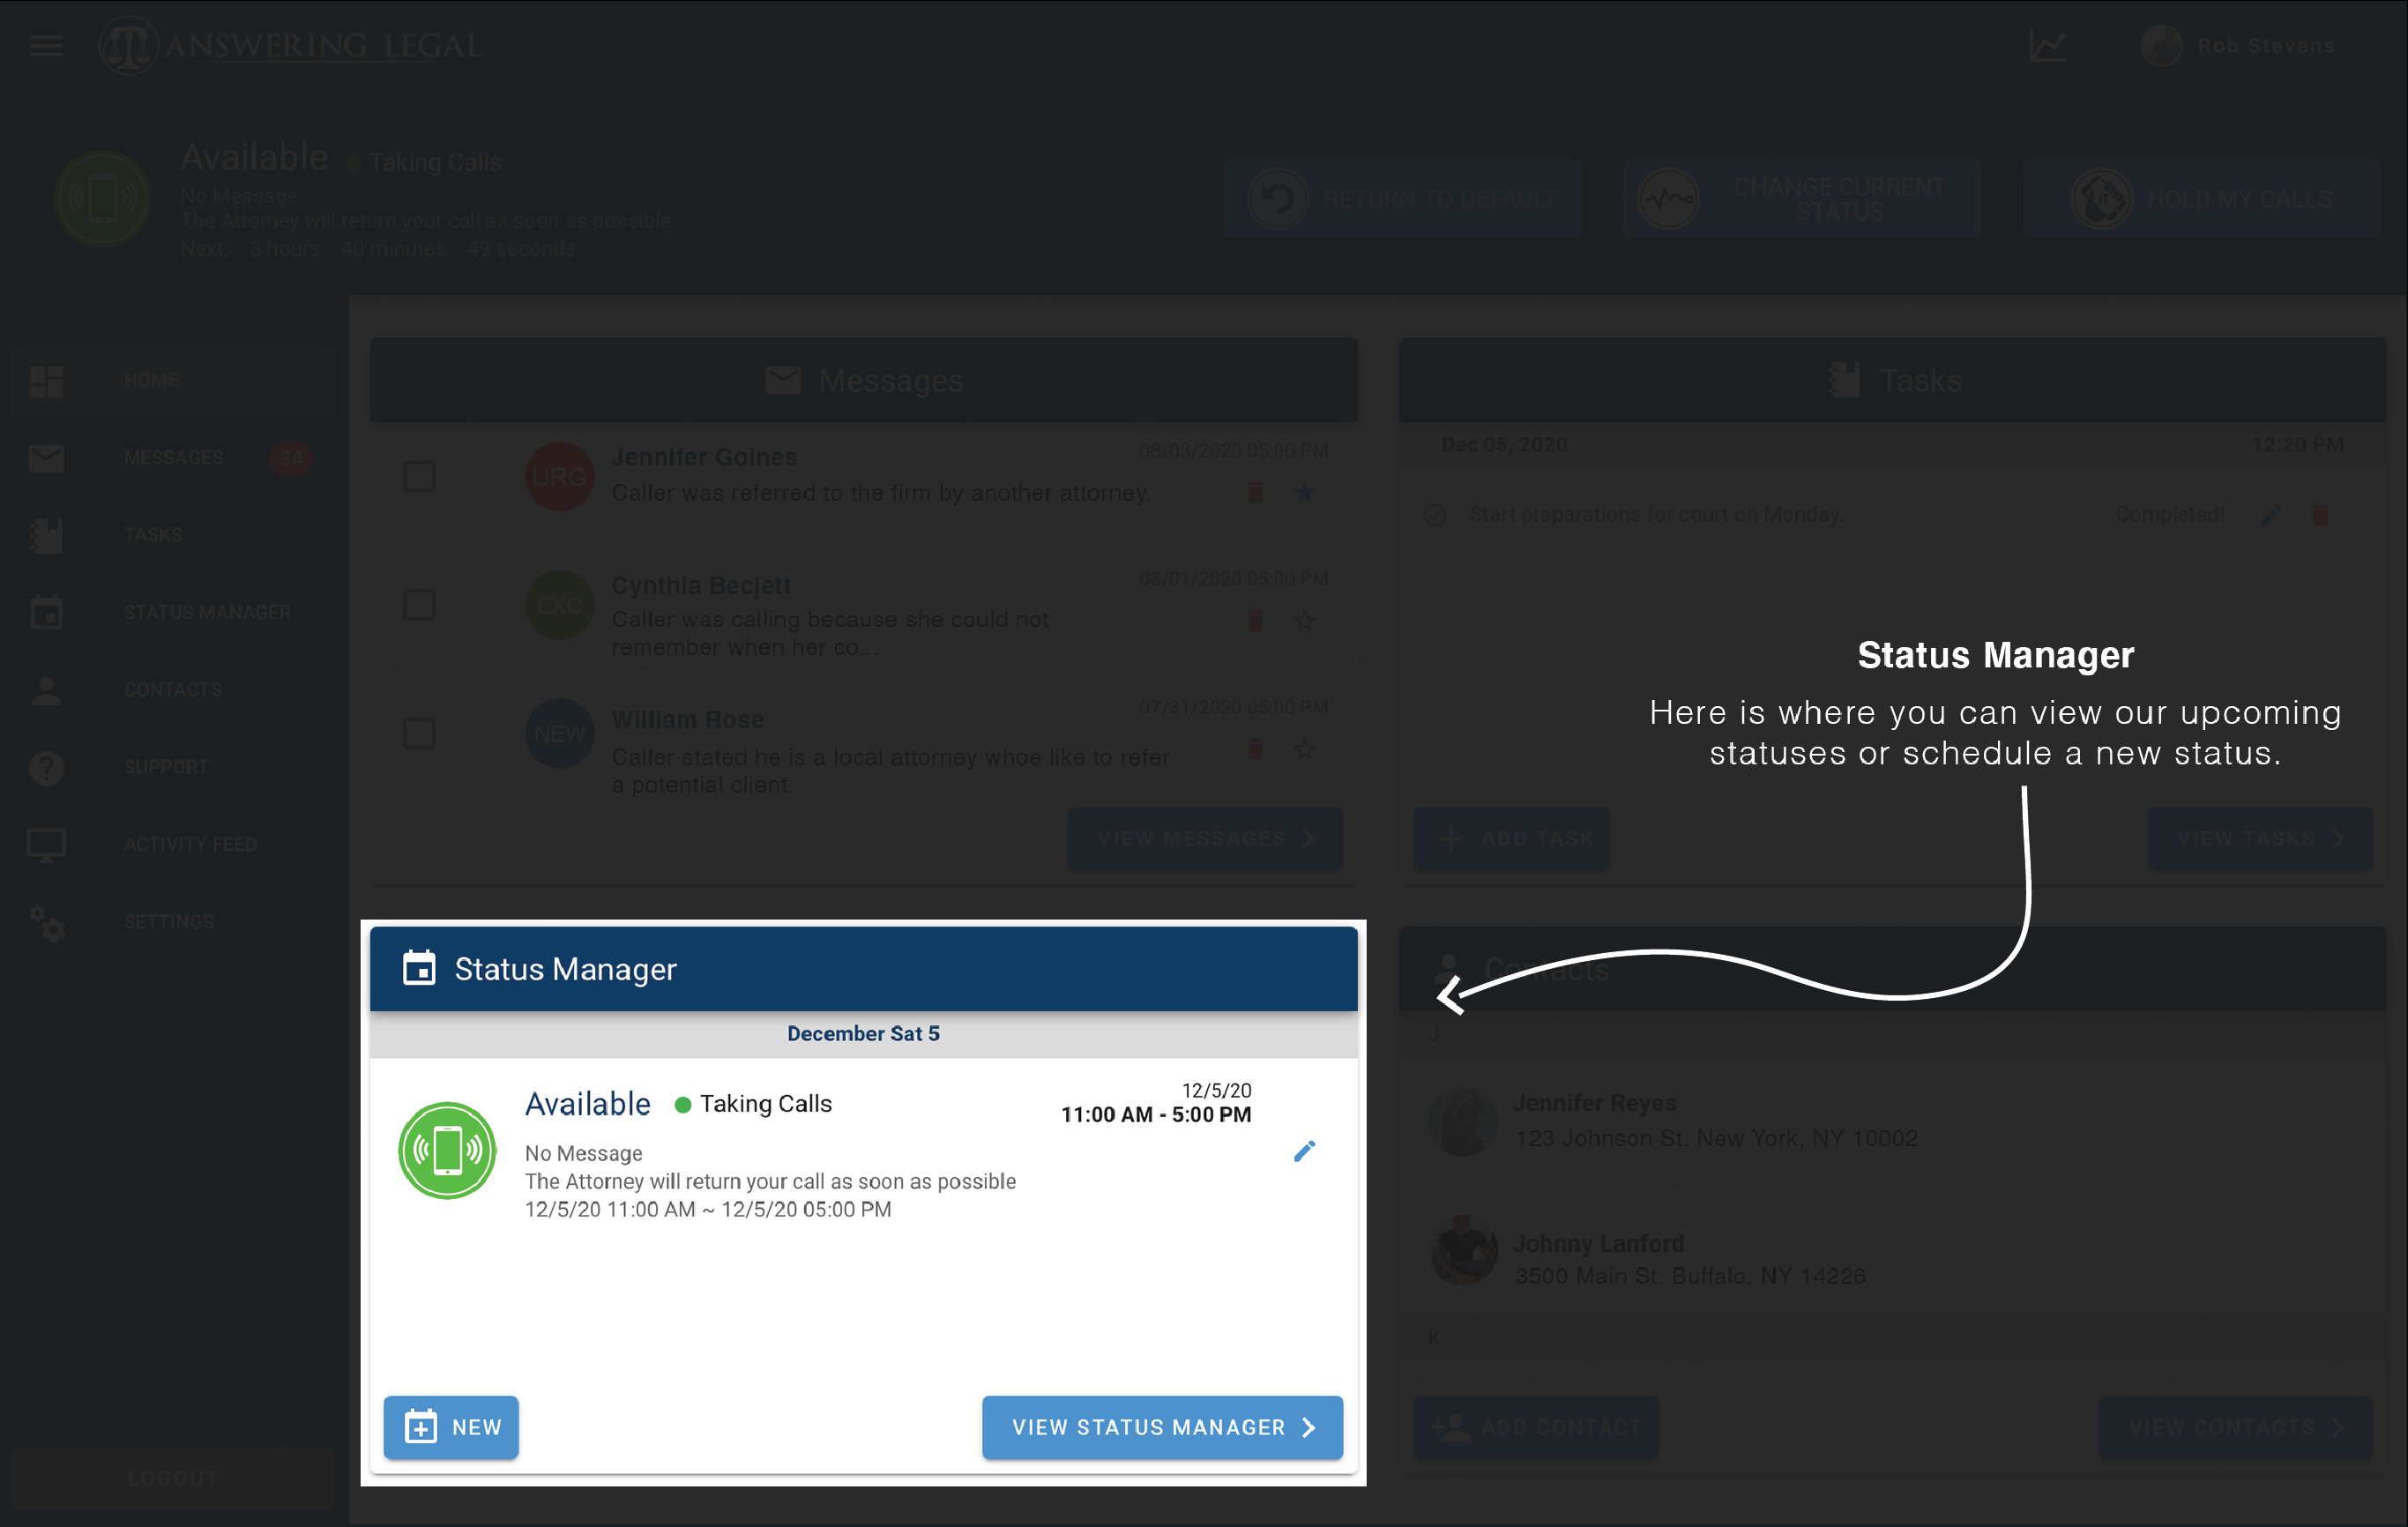 ANSWERING LEGAL
Rob Stevens
Available Taking Calls
No Message
The Attorney will return your call as soon as possible
Next: 3 hours 40 minutes 49 seconds
RETURN TO DEFAULT
CHANGE CURRENT
STATUS
HOLD MY CALLS
HOME
MESSAGES 34
TASKS
STATUS MANAGER
CONTACTS
SUPPORT
ACTIVITY FEED
SETTINGS
LOGOUT
Messages
URG
Jennifer Goines
08/03/2020 05:00 PM
Caller was referred to the firm by another attorney.
EXC
Cynthia Becjett
08/01/2020 05:00 PM
Caller was calling because she could not
remember when her co...
NEW
William Rose
07/31/2020 05:00 PM
Caller stated he is a local attorney whoe like to refer
a potential client.
VIEW MESSAGES
Tasks
Dec 05, 2020 12:20 PM
Start preparations for court on Monday. Completed!
Status Manager
Here is where you can view our upcoming
statuses or schedule a new status.
ADD TASK
VIEW TASKS
Status Manager
December Sat 5
Available Taking Calls
12/5/20
11:00 AM - 5:00 PM
No Message
The Attorney will return your call as soon as possible
12/5/20 11:00 AM ~ 12/5/20 05:00 PM
NEW
VIEW STATUS MANAGER
Contacts
J
Jennifer Reyes
123 Johnson St. New York, NY 10002
Johnny Lanford
3500 Main St. Buffalo, NY 14226
K
ADD CONTACT
VIEW CONTACTS